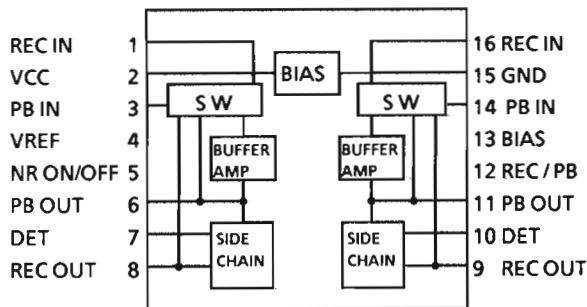 REC IN 1 16 REC IN
VCC 2 BIAS 15 GND
PB IN 3 SW SW 14 PB IN
VREF 4 13 BIAS
BUFFER AMP BUFFER AMP
NR ON/OFF 5 12 REC / PB
PB OUT 6 11 PB OUT
DET 7 SIDE CHAIN SIDE CHAIN 10 DET
REC OUT 8 9 REC OUT